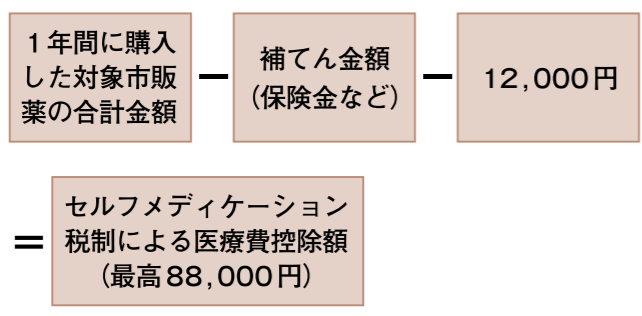 １年間に購入
した対象市販
薬の合計金額
－
補てん金額
（保険金など）
－
12,000円
＝
セルフメディケーション
税制による医療費控除額
（最高88,000円）